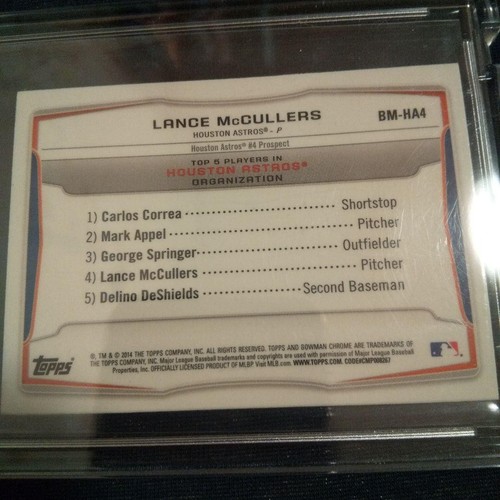 LANCE McCULLERS
BM-HA4
HOUSTON ASTROS® - P
Houston Astros® #4 Prospect
TOP 5 PLAYERS IN
HOUSTON ASTROS®
ORGANIZATION
1) Carlos Correa Shortstop
2) Mark Appel Pitcher
3) George Springer Outfielder
4) Lance McCullers Pitcher
5) Delino DeShields Second Baseman
®, TM & © 2014 THE TOPPS COMPANY, INC. ALL RIGHTS RESERVED. TOPPS AND BOWMAN CHROME ARE TRADEMARKS OF
THE TOPPS COMPANY, INC. Major League Baseball trademarks and copyrights are used with permission of Major League Baseball
Properties, Inc. OFFICIALLY LICENSED PRODUCT OF MLBP Visit MLB.com. WWW.TOPPS.COM. CODE#CMP008267
Topps®